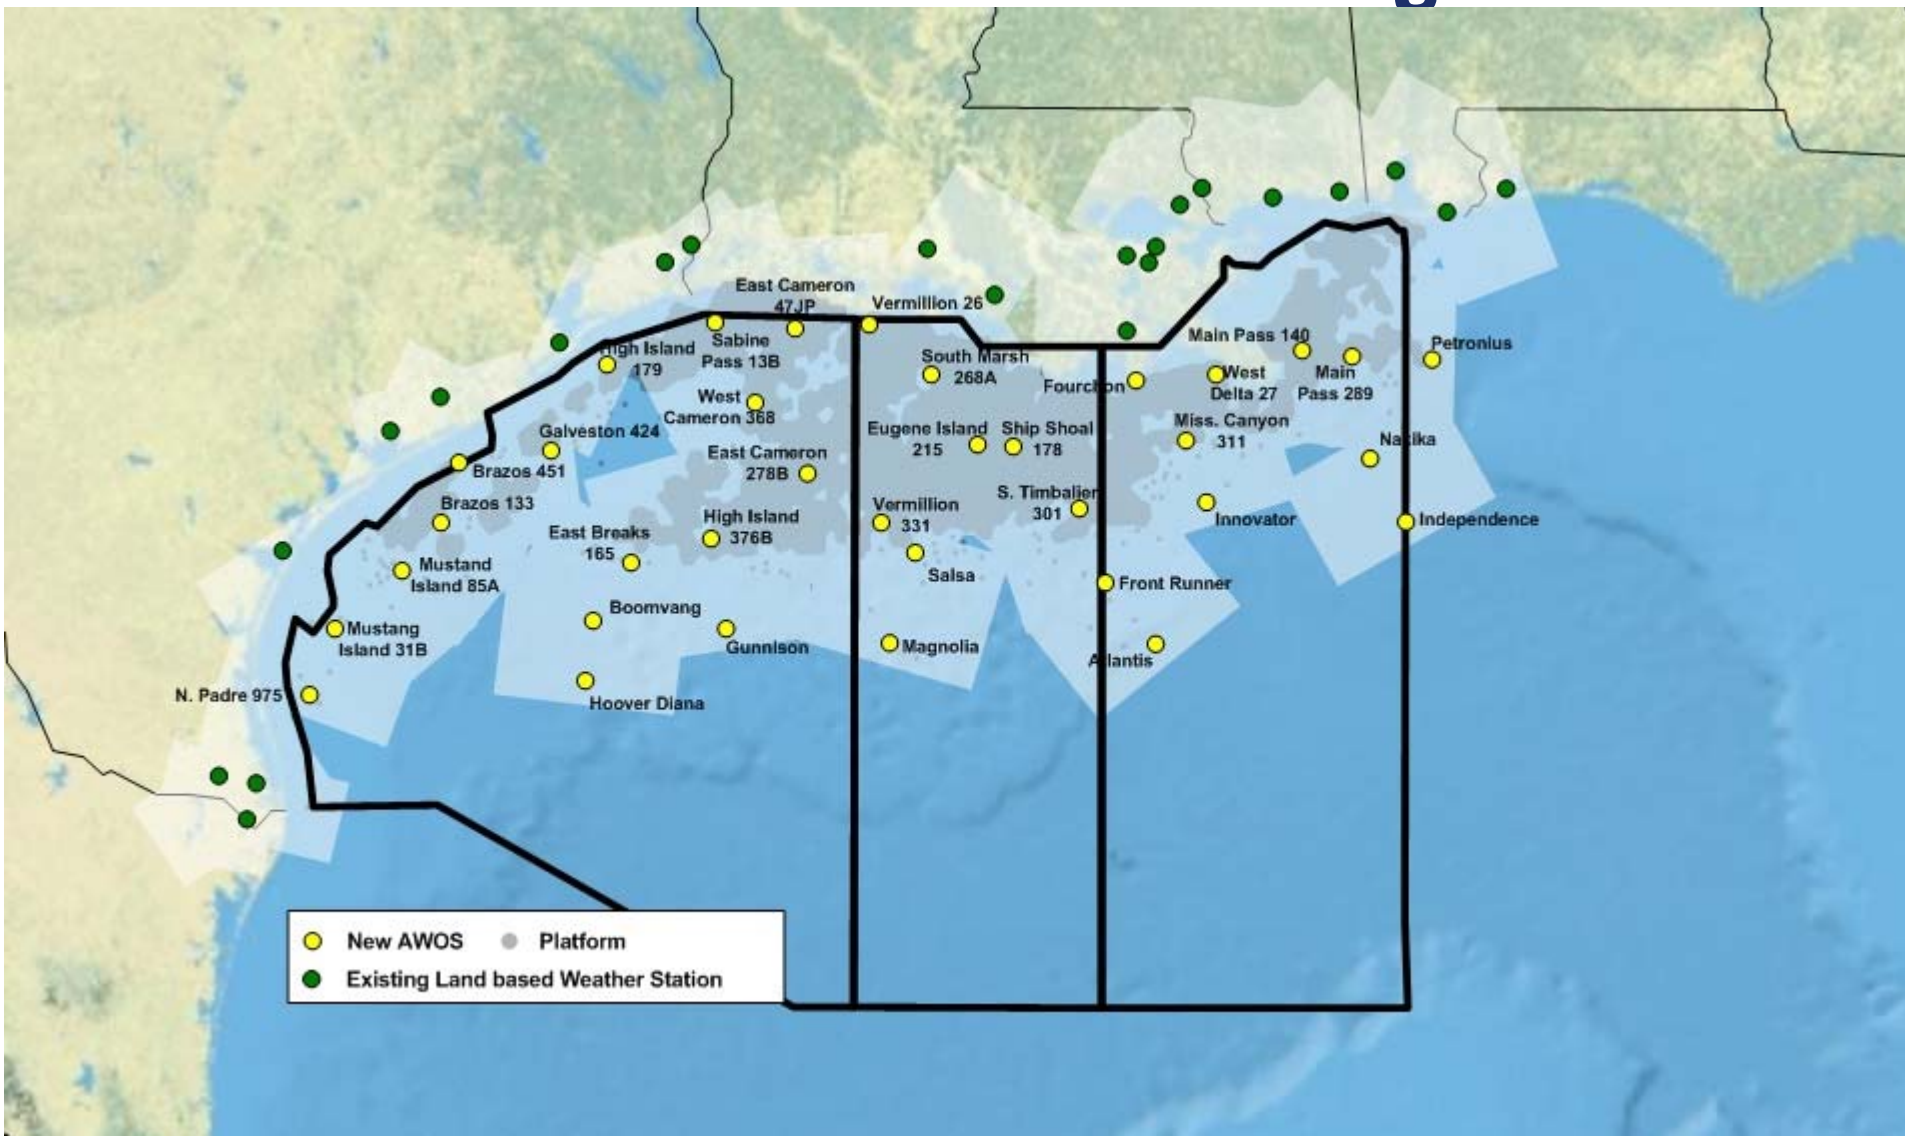 East Cameron
47JP
Vermillion 26
High Island
179
Sabine
Pass 13B
South Marsh
268A
Main Pass 140
Petronius
West
Cameron 368
Fourchon
West
Delta 27
Main
Pass 289
Galveston 424
Eugene Island
215
Ship Shoal
178
Miss. Canyon
311
Nakika
Brazos 451
East Cameron
278B
Brazos 133
Vermillion
331
S. Timbalier
301
Innovator
Independence
East Breaks
165
High Island
376B
Mustand
Island 85A
Salsa
Front Runner
Boomvang
Mustang
Island 31B
Gunnison
Magnolia
Atlantis
N. Padre 975
Hoover Diana
New AWOS
Platform
Existing Land based Weather Station